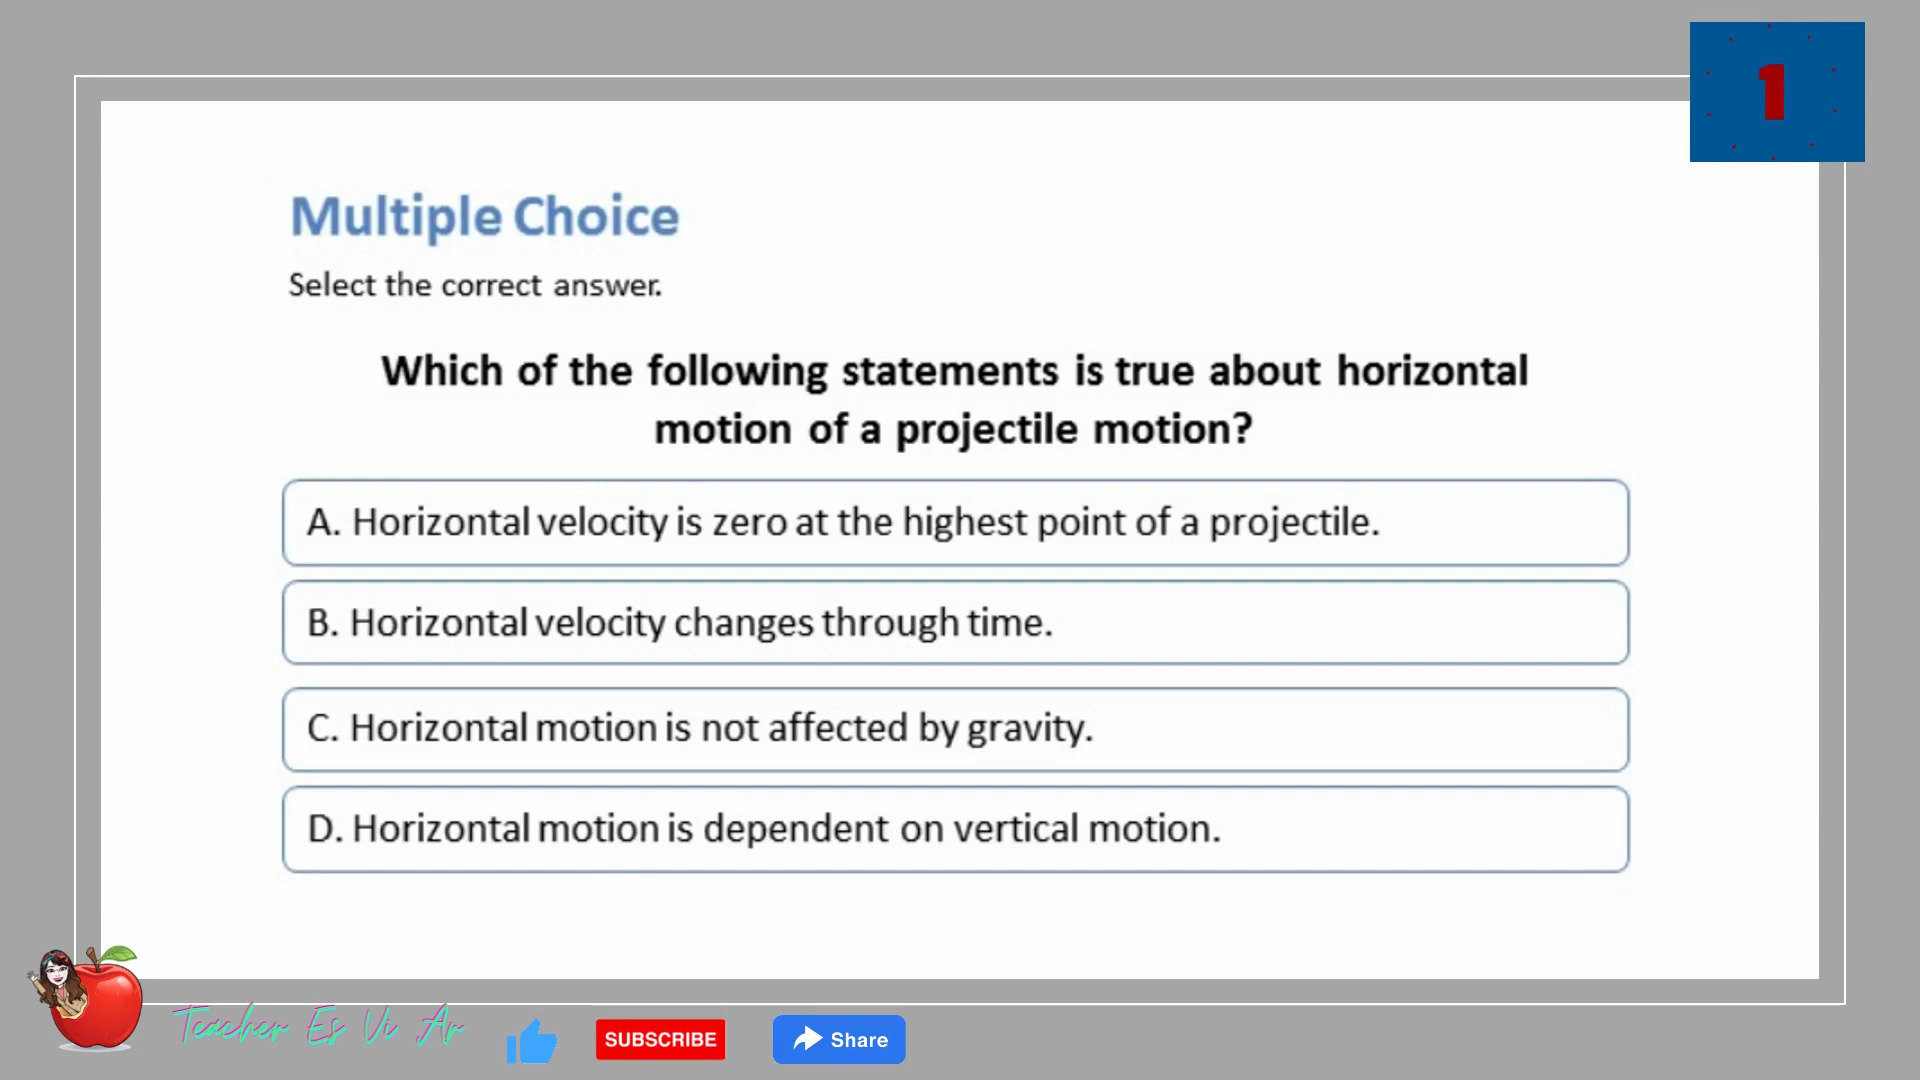 1
Multiple Choice
Select the correct answer.
Which of the following statements is true about horizontal
motion of a projectile motion?
A. Horizontal velocity is zero at the highest point of a projectile.
B. Horizontal velocity changes through time.
C. Horizontal motion is not affected by gravity.
D. Horizontal motion is dependent on vertical motion.
Teacher Es Vi Ar
SUBSCRIBE
Share